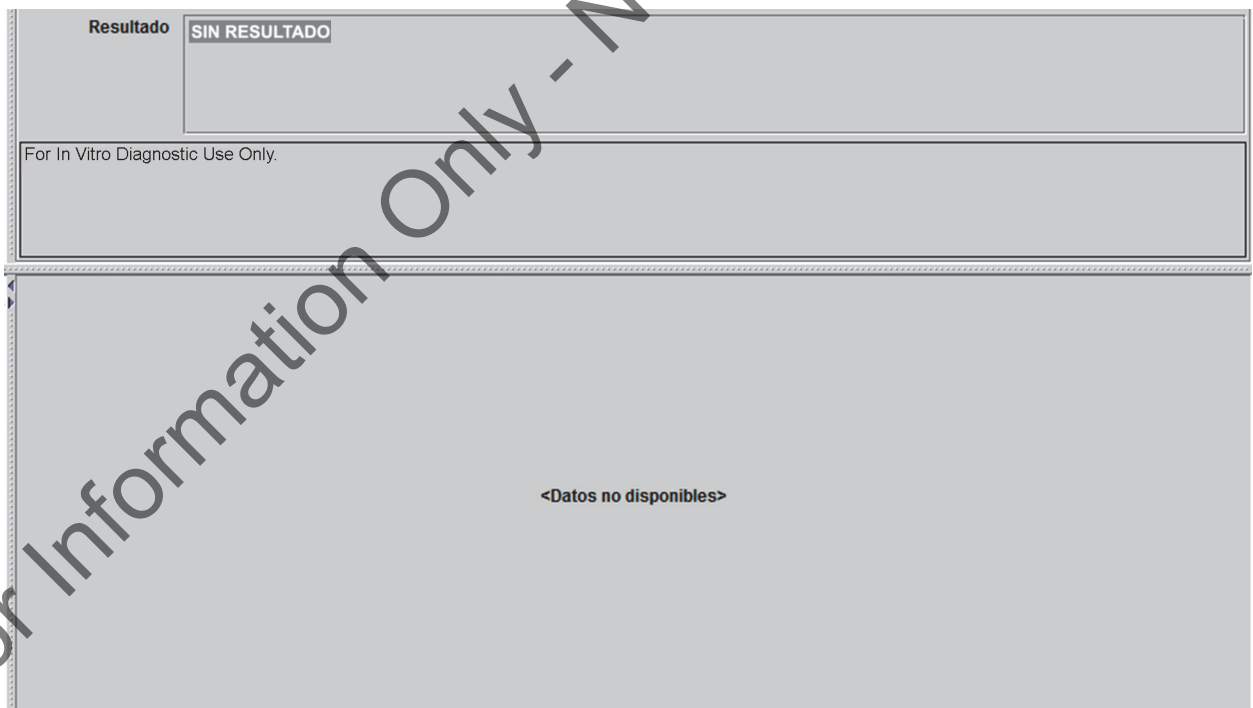 Resultado
SIN RESULTADO
For In Vitro Diagnostic Use Only.
<Datos no disponibles>
Information Only -